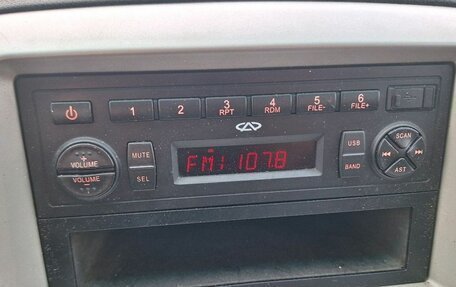 1 2 3 4 5 6
RPT RDM FILE- FILE+
VOLUME
VOLUME
MUTE
SEL
FM1 107.8
USB
BAND
SCAN
AST